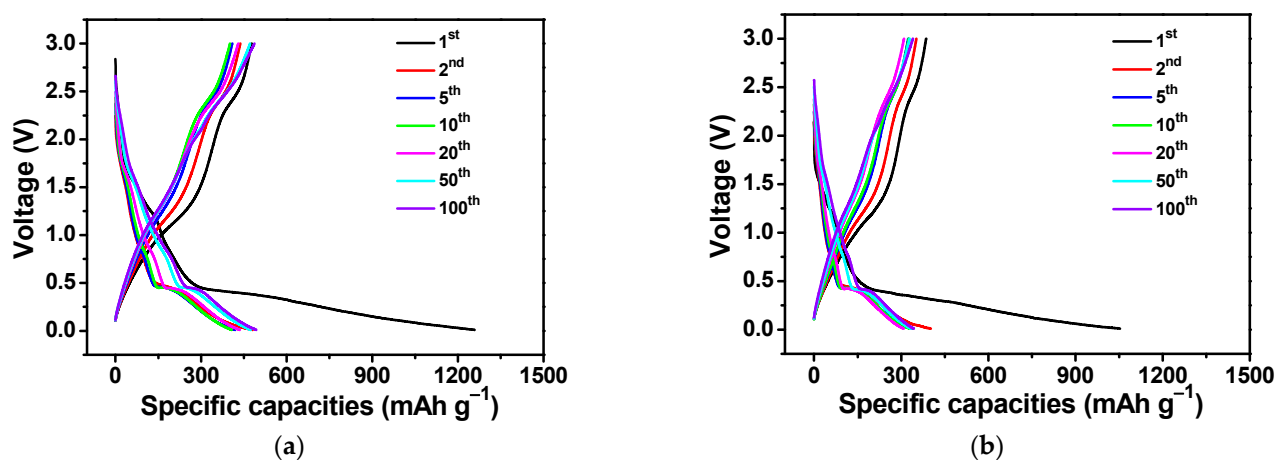 3.0
2.5
2.0
1.5
1.0
0.5
0.0
Voltage (V)
1st
2nd
5th
10th
20th
50th
100th
0 300 600 900 1200 1500
Specific capacities (mAh g−1)
(a)
3.0
2.5
2.0
1.5
1.0
0.5
0.0
Voltage (V)
1st
2nd
5th
10th
20th
50th
100th
0 300 600 900 1200 1500
Specific capacities (mAh g−1)
(b)